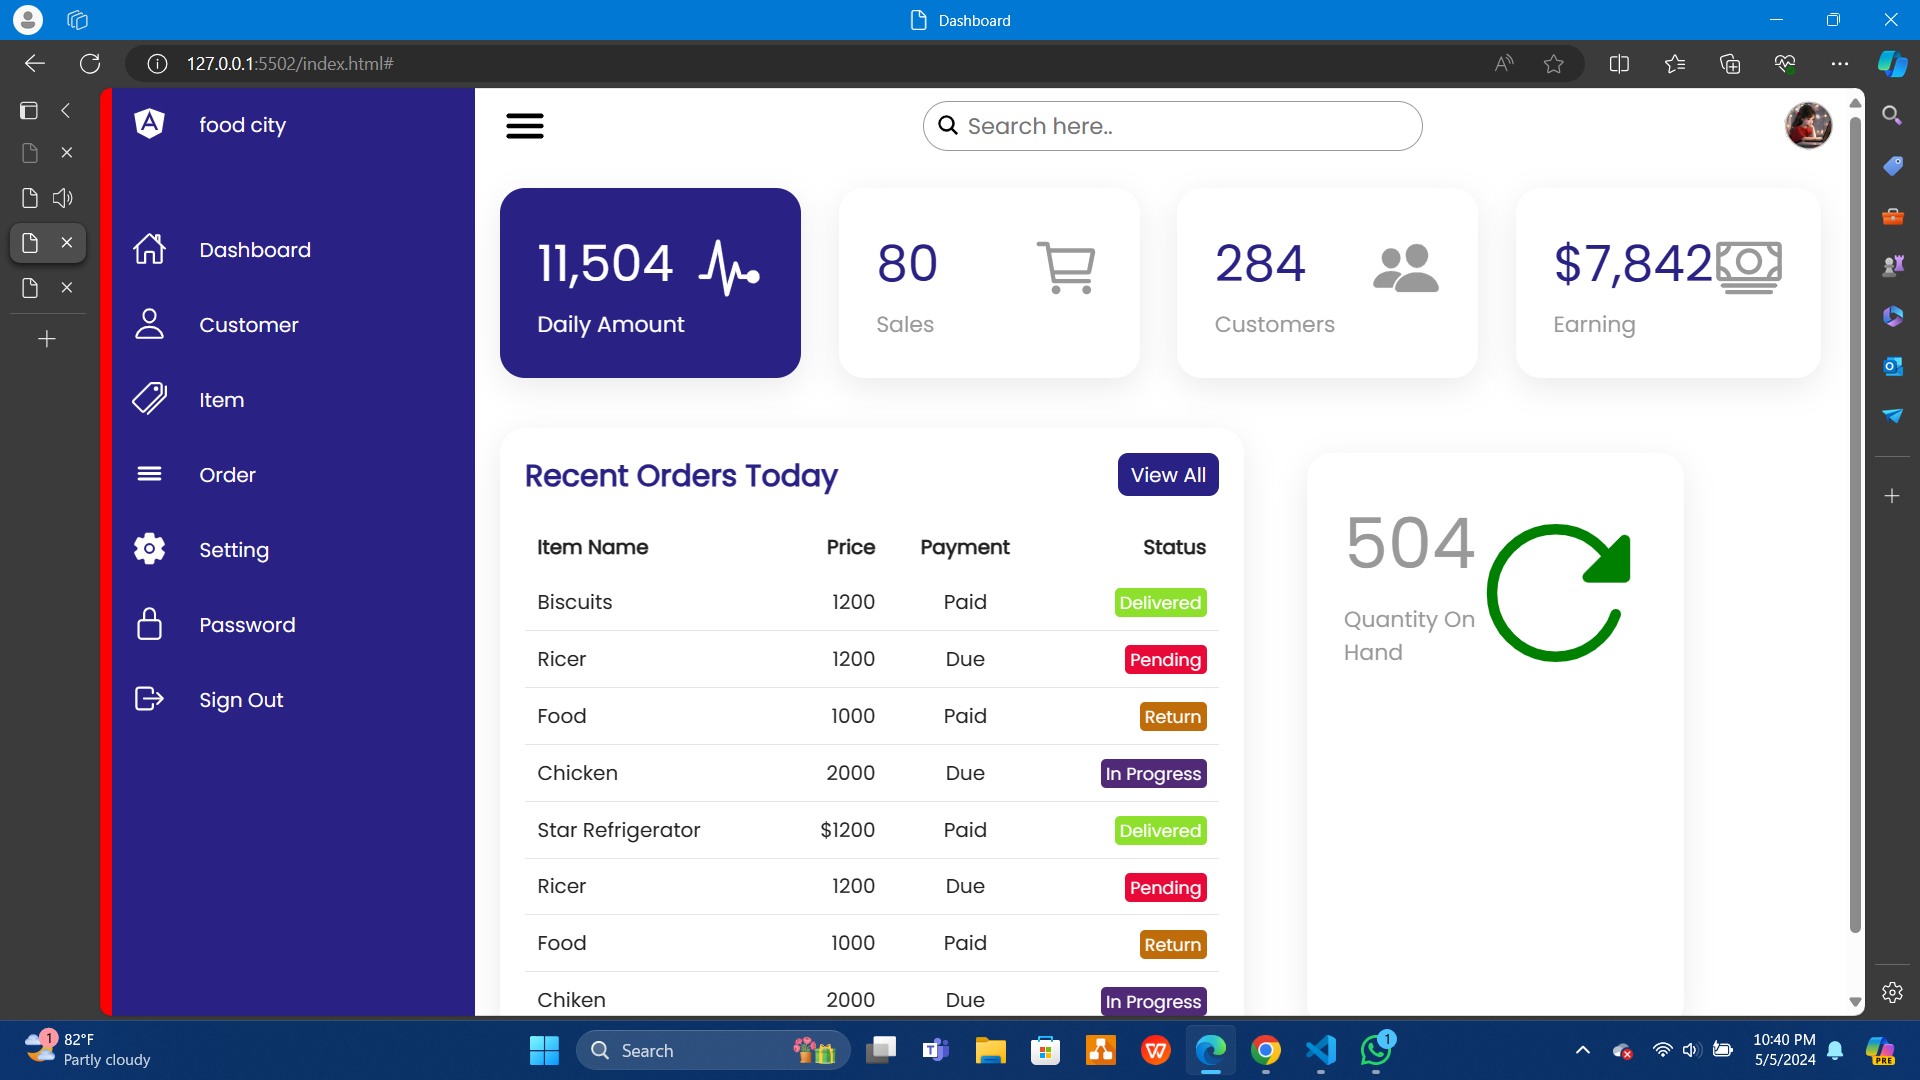 Dashboard
127.0.0.1:5502/index.html#
food city
Search here..
Dashboard
Customer
Item
Order
Setting
Password
Sign Out
11,504
Daily Amount
80
Sales
284
Customers
$7,842
Earning
Recent Orders Today
View All
Item Name Price Payment Status
Biscuits 1200 Paid Delivered
Ricer 1200 Due Pending
Food 1000 Paid Return
Chicken 2000 Due In Progress
Star Refrigerator $1200 Paid Delivered
Ricer 1200 Due Pending
Food 1000 Paid Return
Chiken 2000 Due In Progress
504
Quantity On
Hand
1
82°F
Partly cloudy
Search
1
10:40 PM
5/5/2024
PRE